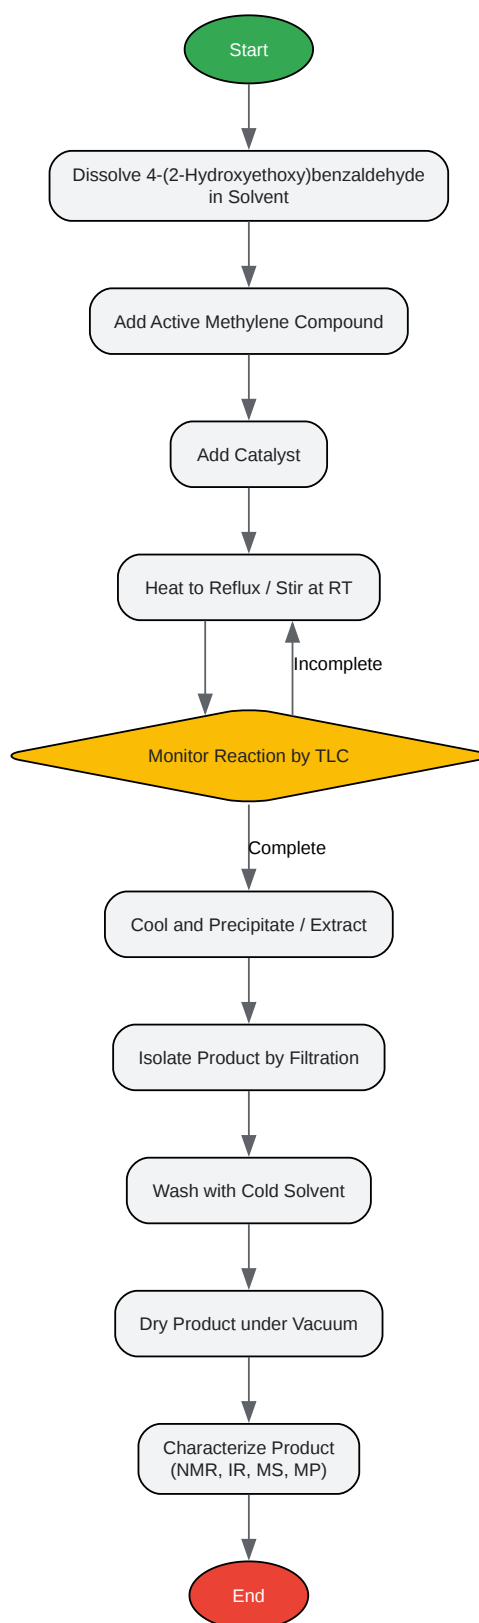 Start
Dissolve 4-(2-Hydroxyethoxy)benzaldehyde
in Solvent
Add Active Methylene Compound
Add Catalyst
Heat to Reflux / Stir at RT
Incomplete
Monitor Reaction by TLC
Complete
Cool and Precipitate / Extract
Isolate Product by Filtration
Wash with Cold Solvent
Dry Product under Vacuum
Characterize Product
(NMR, IR, MS, MP)
End